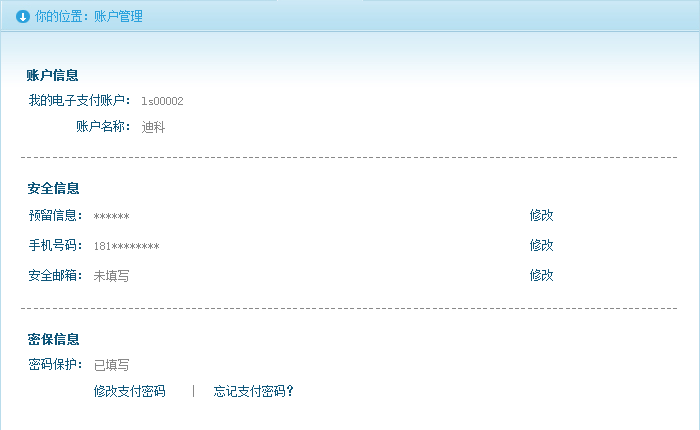 你的位置：账户管理
账户信息
我的电子支付账户： ls00002
账户名称： 迪科
安全信息
预留信息： ****** 修改
手机号码： 181******** 修改
安全邮箱： 未填写 修改
密保信息
密码保护： 已填写
修改支付密码 | 忘记支付密码？